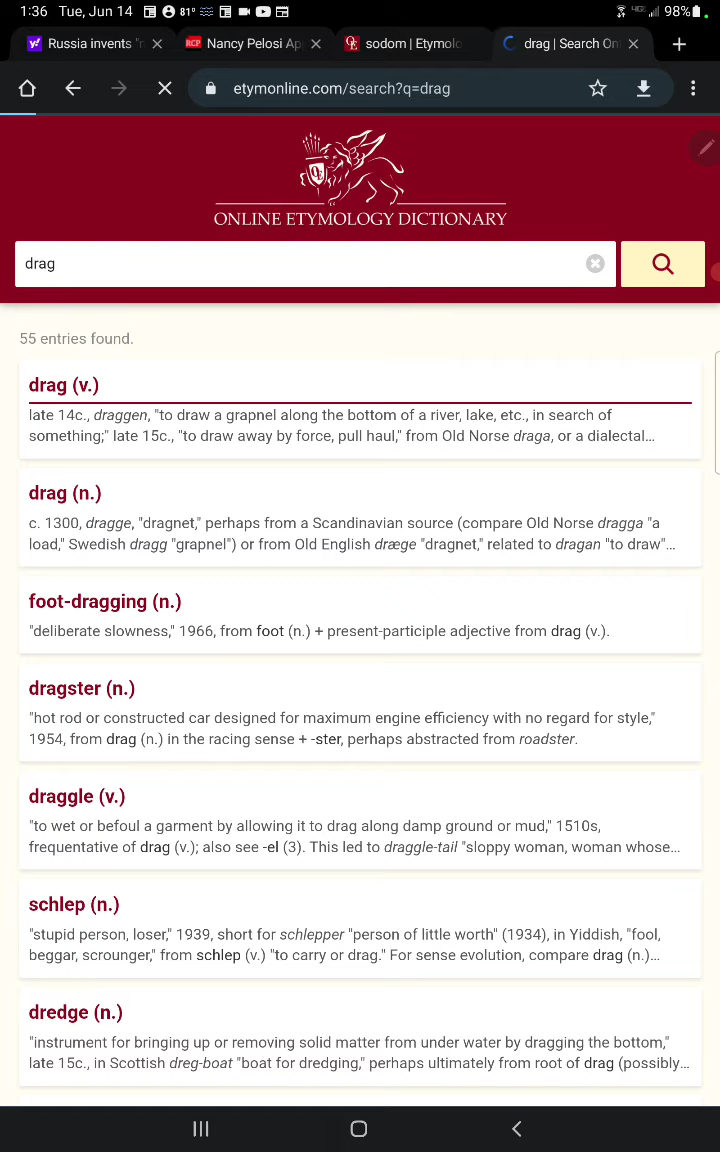 1:36 Tue, Jun 14 81° 98%
Russia invents "r
RCP Nancy Pelosi Ap
OE sodom | Etymolo
drag | Search On
etymonline.com/search?q=drag
ONLINE ETYMOLOGY DICTIONARY
drag
55 entries found.
drag (v.)
late 14c., draggen, "to draw a grapnel along the bottom of a river, lake, etc., in search of
something;" late 15c., "to draw away by force, pull haul," from Old Norse draga, or a dialectal...
drag (n.)
c. 1300, dragge, "dragnet," perhaps from a Scandinavian source (compare Old Norse dragga "a
load," Swedish dragg "grapnel") or from Old English dræge "dragnet," related to dragan "to draw"...
foot-dragging (n.)
"deliberate slowness," 1966, from foot (n.) + present-participle adjective from drag (v.).
dragster (n.)
"hot rod or constructed car designed for maximum engine efficiency with no regard for style,"
1954, from drag (n.) in the racing sense + -ster, perhaps abstracted from roadster.
draggle (v.)
"to wet or befoul a garment by allowing it to drag along damp ground or mud," 1510s,
frequentative of drag (v.); also see -el (3). This led to draggle-tail "sloppy woman, woman whose...
schlep (n.)
"stupid person, loser," 1939, short for schlepper "person of little worth" (1934), in Yiddish, "fool,
beggar, scrounger," from schlep (v.) "to carry or drag." For sense evolution, compare drag (n.)...
dredge (n.)
"instrument for bringing up or removing solid matter from under water by dragging the bottom,"
late 15c., in Scottish dreg-boat "boat for dredging," perhaps ultimately from root of drag (possibly...